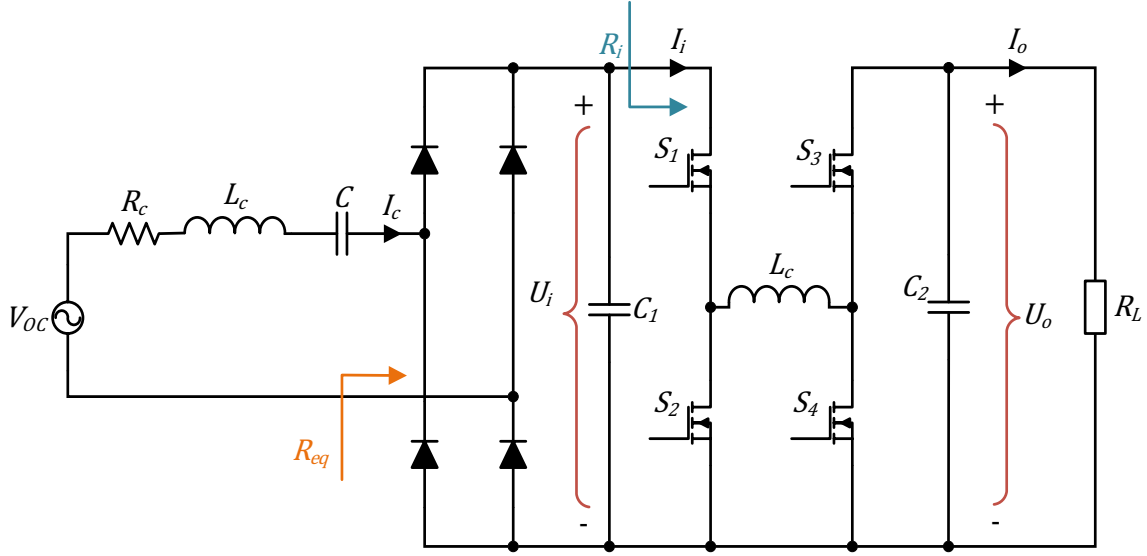 R_i
I_i
I_o
+
+
S_1
S_3
R_c
L_c
C
I_c
L_c
V_OC
U_i
C_1
C_2
U_o
R_L
S_2
S_4
R_eq
-
-